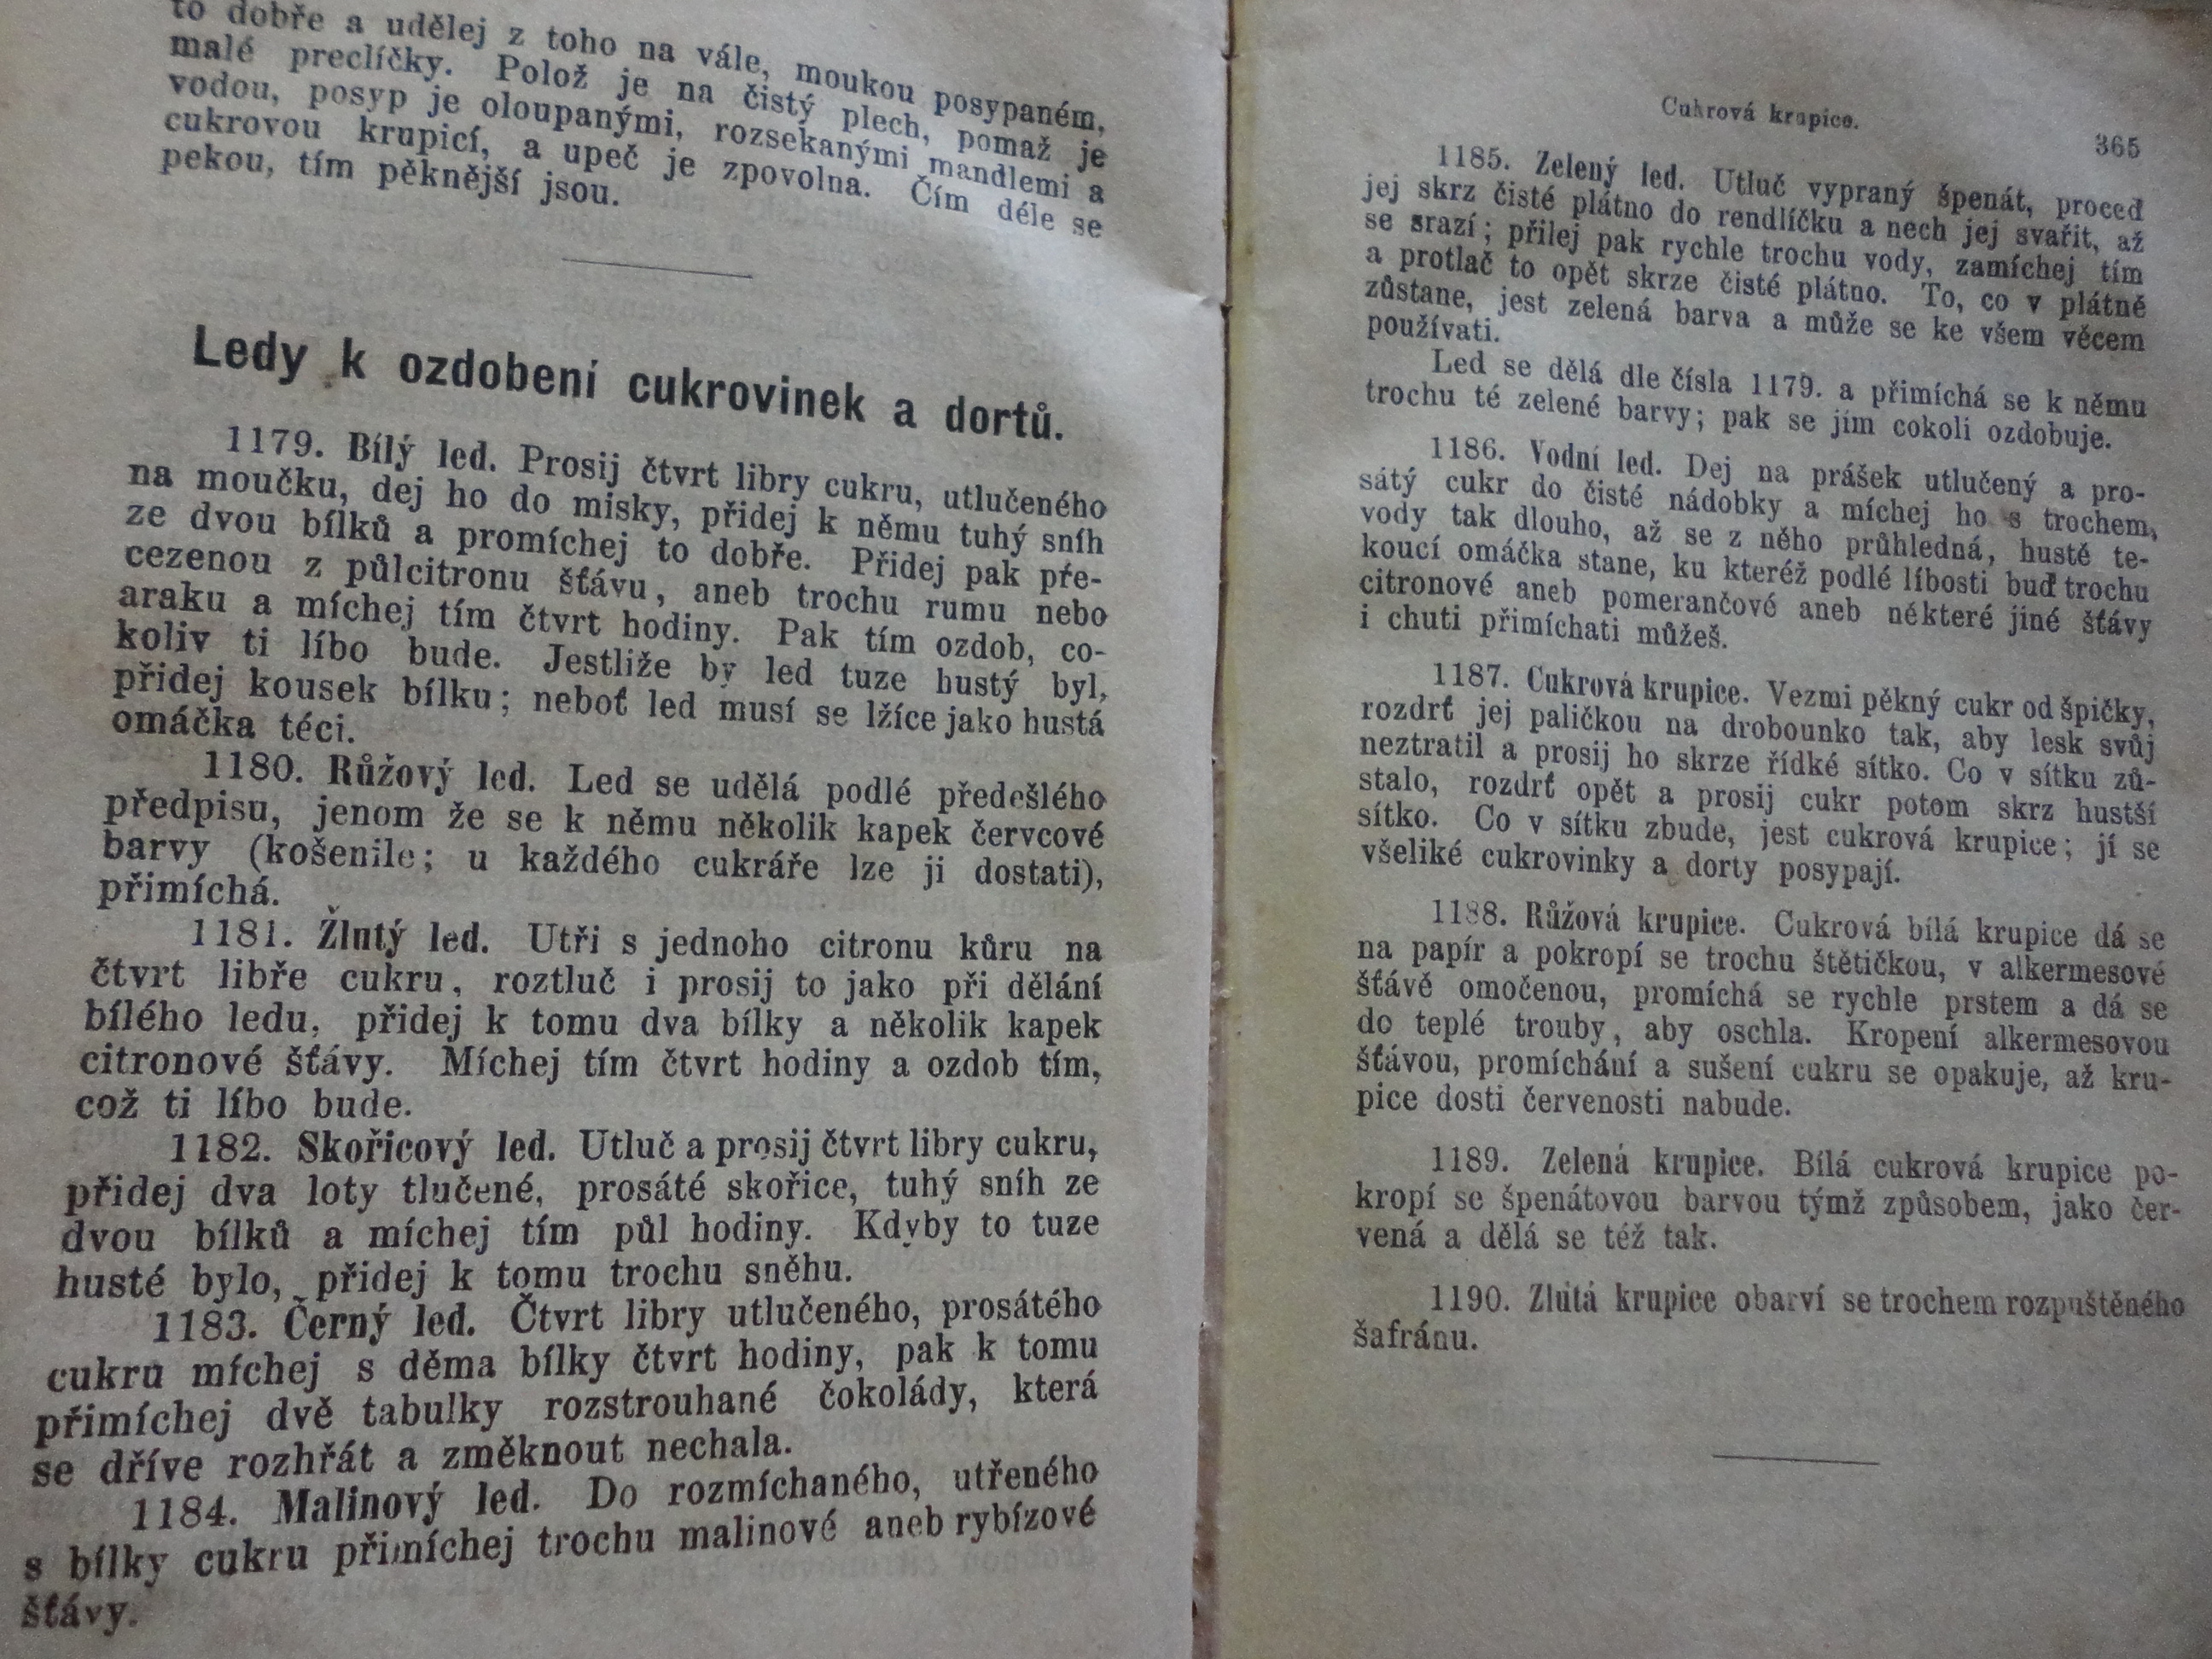 to dobře a udělej z toho na vále, moukou posypaném,
malé preclíčky. Polož je na čistý plech, pomaž je
vodou, posyp je oloupanými, rozsekanými mandlemi a
cukrovou krupicí, a upeč je zpovolna. Čím déle se
pekou, tím pěknější jsou.
Ledy k ozdobení cukrovinek a dortů.
1179. Bílý led. Prosij čtvrt libry cukru, utlučeného
na moučku, dej ho do misky, přidej k němu tuhý sníh
ze dvou bílků a promíchej to dobře. Přidej pak pře-
cezenou z půlcitronu šťávu, aneb trochu rumu nebo
araku a míchej tím čtvrt hodiny. Pak tím ozdob, co-
koliv ti líbo bude. Jestliže by led tuze hustý byl,
přidej kousek bílku; neboť led musí se lžíce jako hustá
omáčka téci.
1180. Růžový led. Led se udělá podlé předešlého
předpisu, jenom že se k němu několik kapek červcové
barvy (košenile; u každého cukráře lze ji dostati),
přimíchá.
1181. Žlutý led. Utři s jednoho citronu kůru na
čtvrt libře cukru, roztluč i prosij to jako při dělání
bílého ledu, přidej k tomu dva bílky a několik kapek
citronové šťávy. Míchej tím čtvrt hodiny a ozdob tím,
což ti líbo bude.
1182. Skořicový led. Utluč a prosij čtvrt libry cukru,
přidej dva loty tlučené, prosáté skořice, tuhý sníh ze
dvou bílků a míchej tím půl hodiny. Kdyby to tuze
husté bylo, přidej k tomu trochu sněhu.
1183. Černý led. Čtvrt libry utlučeného, prosátého
cukru míchej s děma bílky čtvrt hodiny, pak k tomu
přimíchej dvě tabulky rozstrouhané čokolády, která
se dříve rozhřát a změknout nechala.
1184. Malinový led. Do rozmíchaného, utřeného
s bílky cukru přimíchej trochu malinové aneb rybízové
šťávy.
Cukrová krupice.
365
1185. Zelený led. Utluč vypraný špenát, proceď
jej skrz čisté plátno do rendlíčku a nech jej svařit, až
se srazí; přilej pak rychle trochu vody, zamíchej tím
a protlač to opět skrze čisté plátno. To, co v plátně
zůstane, jest zelená barva a může se ke všem věcem
používati.
Led se dělá dle čísla 1179. a přimíchá se k němu
trochu té zelené barvy; pak se jím cokoli ozdobuje.
1186. Vodní led. Dej na prášek utlučený a pro-
sátý cukr do čisté nádobky a míchej ho s trochem
vody tak dlouho, až se z něho průhledná, hustě te-
koucí omáčka stane, ku kteréž podlé líbosti buď trochu
citronové aneb pomerančové aneb některé jiné šťávy
i chuti přimíchati můžeš.
1187. Cukrová krupice. Vezmi pěkný cukr od špičky,
rozdrť jej paličkou na drobounko tak, aby lesk svůj
neztratil a prosij ho skrze řídké sítko. Co v sítku zů-
stalo, rozdrť opět a prosij cukr potom skrz hustší
sítko. Co v sítku zbude, jest cukrová krupice; jí se
všeliké cukrovinky a dorty posypají.
1188. Růžová krupice. Cukrová bílá krupice dá se
na papír a pokropí se trochu štětičkou, v alkermesové
šťávě omočenou, promíchá se rychle prstem a dá se
do teplé trouby, aby oschla. Kropení alkermesovou
šťávou, promíchání a sušení cukru se opakuje, až kru-
pice dosti červenosti nabude.
1189. Zelená krupice. Bílá cukrová krupice po-
kropí se špenátovou barvou týmž způsobem, jako čer-
vená a dělá se též tak.
1190. Žlutá krupice obarví se trochem rozpuštěného
šafránu.